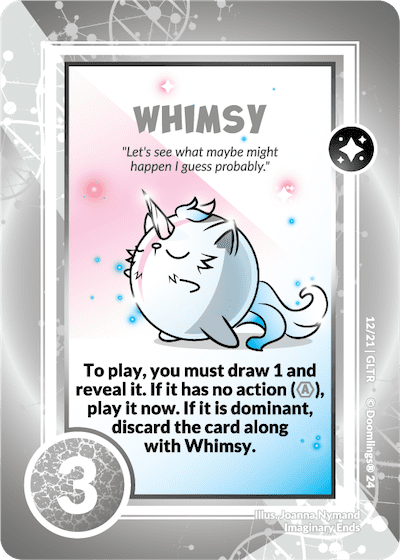 WHIMSY
"Let's see what maybe might
happen I guess probably."
To play, you must draw 1 and
reveal it. If it has no action (A),
play it now. If it is dominant,
discard the card along
with Whimsy.
3
12/21 | GLTR © Doomlings® 24
Illus. Joanna Nymand
Imaginary Ends